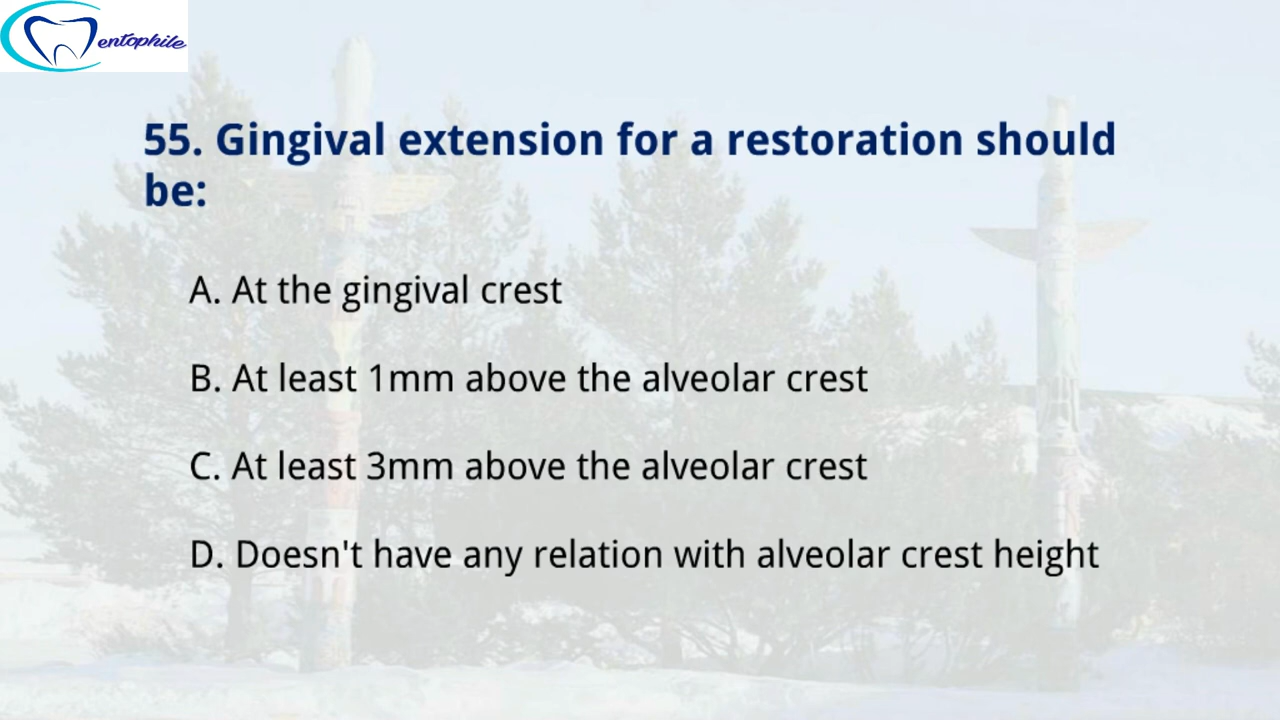 entophile
55. Gingival extension for a restoration should
be:
A. At the gingival crest
B. At least 1mm above the alveolar crest
C. At least 3mm above the alveolar crest
D. Doesn't have any relation with alveolar crest height